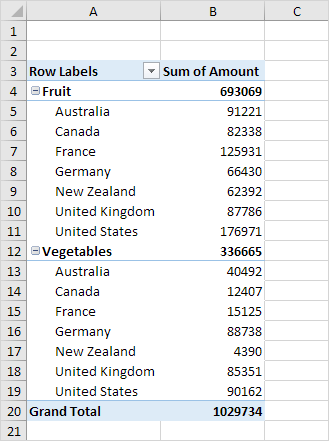 A B C
1
2
3 Row Labels Sum of Amount
4 Fruit 693069
5 Australia 91221
6 Canada 82338
7 France 125931
8 Germany 66430
9 New Zealand 62392
10 United Kingdom 87786
11 United States 176971
12 Vegetables 336665
13 Australia 40492
14 Canada 12407
15 France 15125
16 Germany 88738
17 New Zealand 4390
18 United Kingdom 85351
19 United States 90162
20 Grand Total 1029734
21